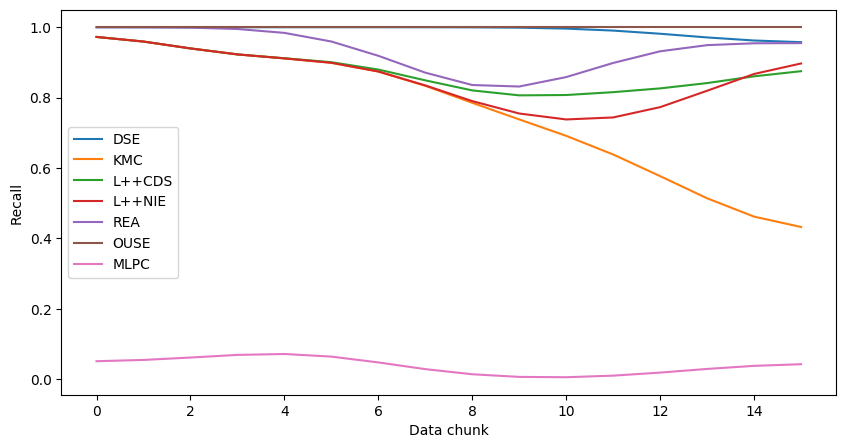 1.0
0.8
0.6
0.4
0.2
0.0
Recall
DSE
KMC
L++CDS
L++NIE
REA
OUSE
MLPC
0 2 4 6 8 10 12 14
Data chunk